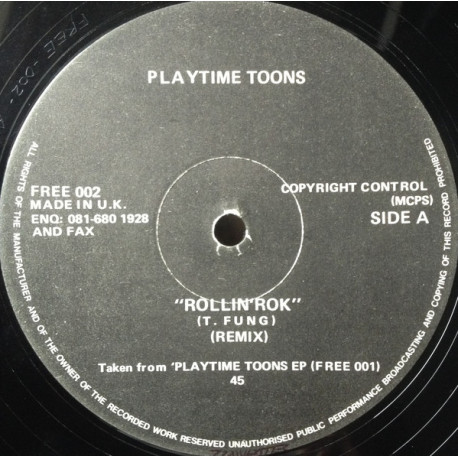 FREE-002-A
PLAYTIME TOONS
FREE 002
MADE IN U.K.
ENQ: 081-680 1928
AND FAX
COPYRIGHT CONTROL
(MCPS)
SIDE A
"ROLLIN'ROK"
(T. FUNG)
(REMIX)
Taken from 'PLAYTIME TOONS EP (FREE 001)
45
ALL RIGHTS OF THE MANUFACTURER AND OF THE OWNER OF THE RECORDED WORK RESERVED UNAUTHORISED PUBLIC PERFORMANCE BROADCASTING AND COPYING OF THIS RECORD PROHIBITED